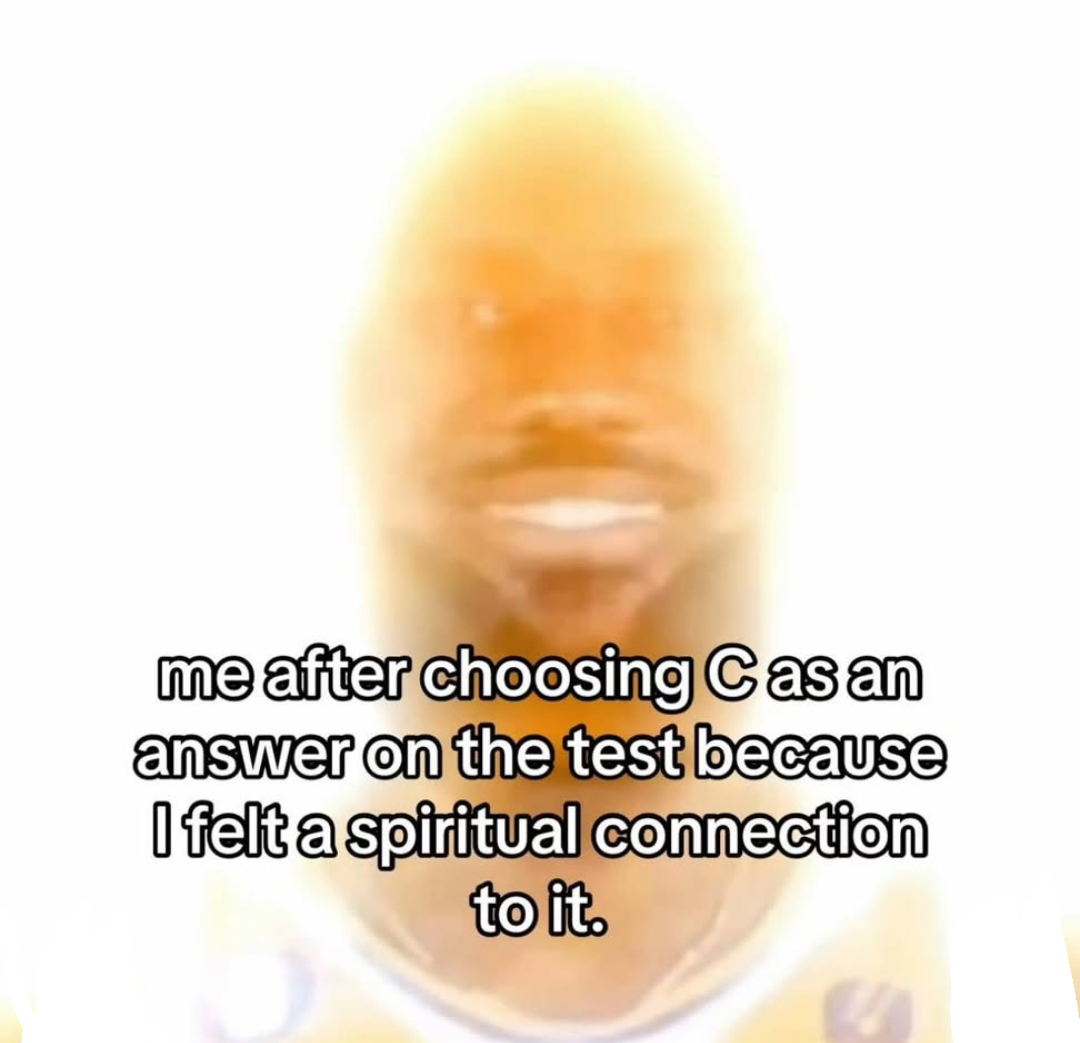 me after choosing C as an
answer on the test because
I felt a spiritual connection
to it.